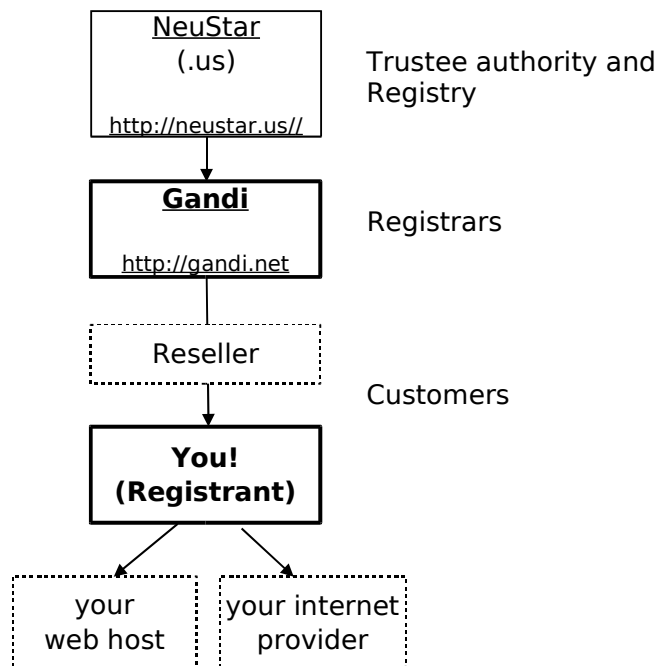 NeuStar
(.us)
Trustee authority and
Registry
http://neustar.us//
Gandi
Registrars
http://gandi.net
Reseller
Customers
You!
(Registrant)
your
web host
your internet
provider